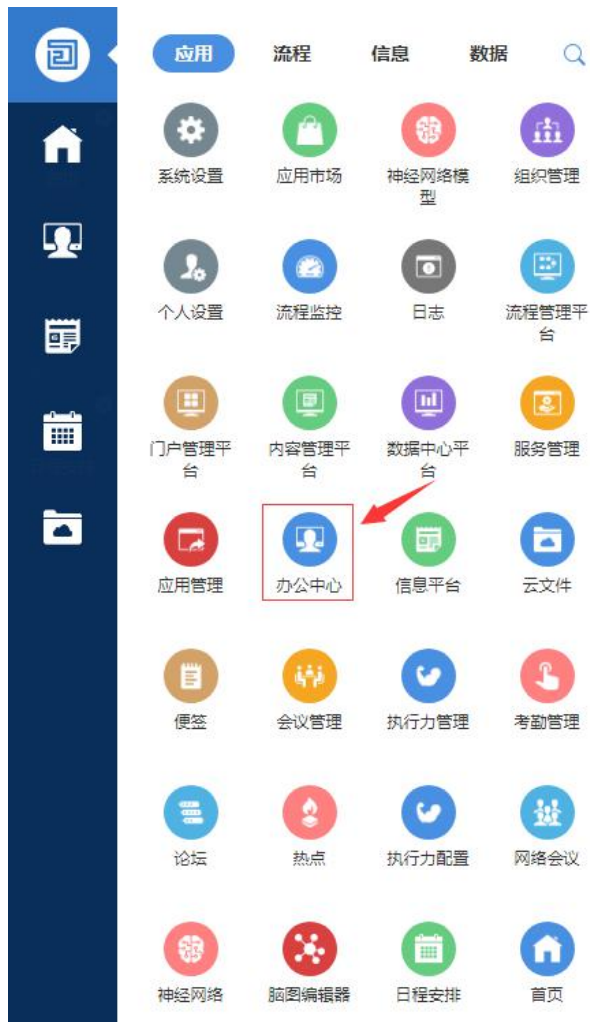 应用 流程 信息 数据
系统设置 应用市场 神经网络模 组织管理
型
个人设置 流程监控 日志 流程管理平
台
门户管理平 内容管理平 数据中心平 服务管理
台 台 台
应用管理 办公中心 信息平台 云文件
便签 会议管理 执行力管理 考勤管理
论坛 热点 执行力配置 网络会议
神经网络 脑图编辑器 日程安排 首页